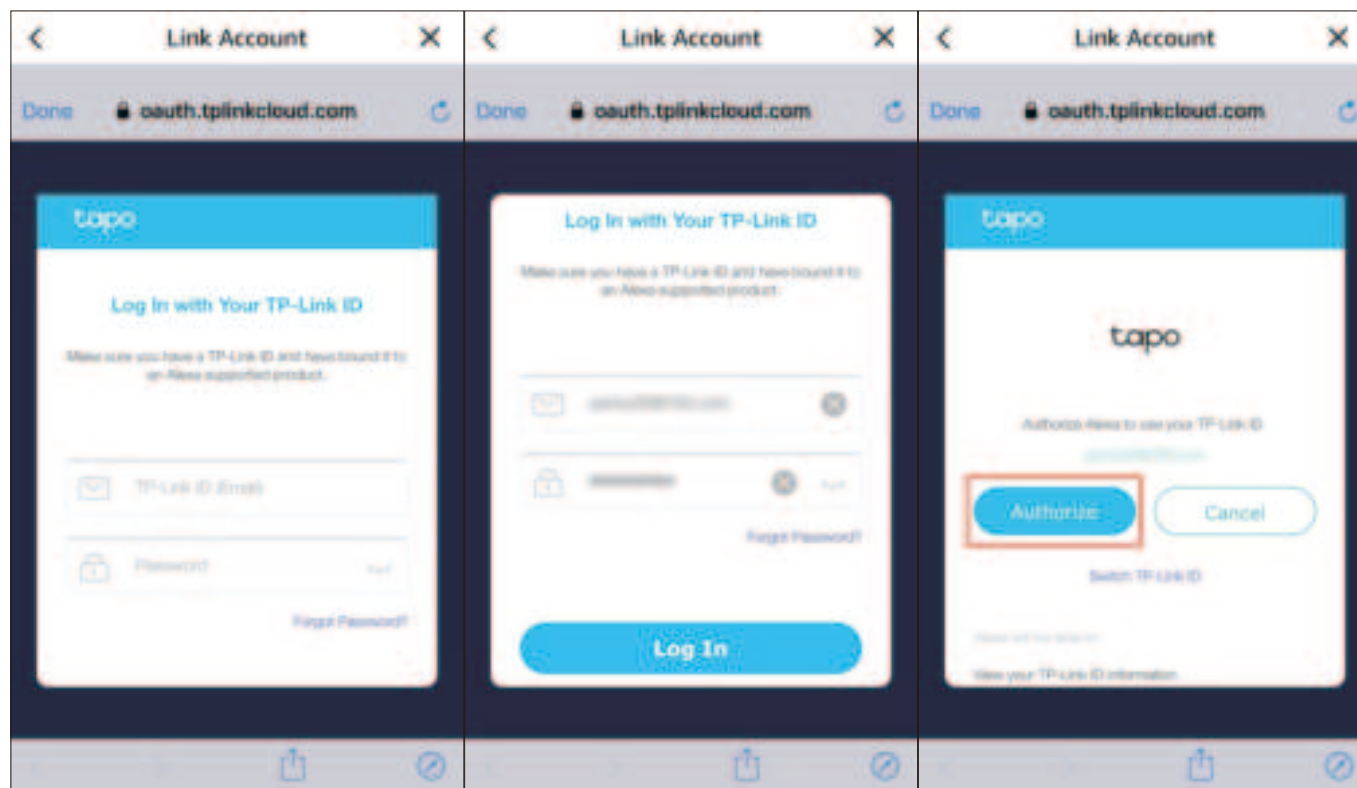 Link Account
Done oauth.tplinkcloud.com
tapo
Log In with Your TP-Link ID
Make sure you have a TP-Link ID and have bound it to
an Alexa supported product.
TP-Link ID (Email)
Password
Forgot Password?
Link Account
Done oauth.tplinkcloud.com
Log In with Your TP-Link ID
Make sure you have a TP-Link ID and have bound it to
an Alexa supported product.
Forgot Password?
Log In
Link Account
Done oauth.tplinkcloud.com
tapo
tapo
Authorize Alexa to use your TP-Link ID
Authorize
Cancel
Switch TP-Link ID
Alexa will be able to:
View your TP-Link ID information